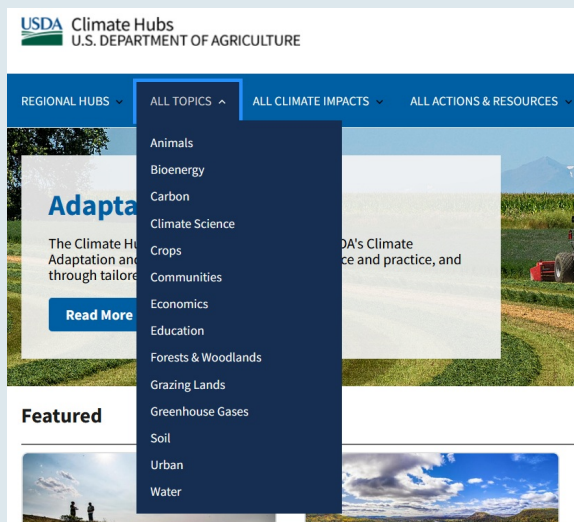 USDA Climate Hubs
U.S. DEPARTMENT OF AGRICULTURE
REGIONAL HUBS ALL TOPICS ALL CLIMATE IMPACTS ALL ACTIONS & RESOURCES
Animals
Bioenergy
Carbon
Climate Science
Crops
Communities
Economics
Education
Forests & Woodlands
Grazing Lands
Greenhouse Gases
Soil
Urban
Water
Adapta
The Climate Hu DA's Climate
Adaptation and ce and practice, and
through tailore
Read More
Featured